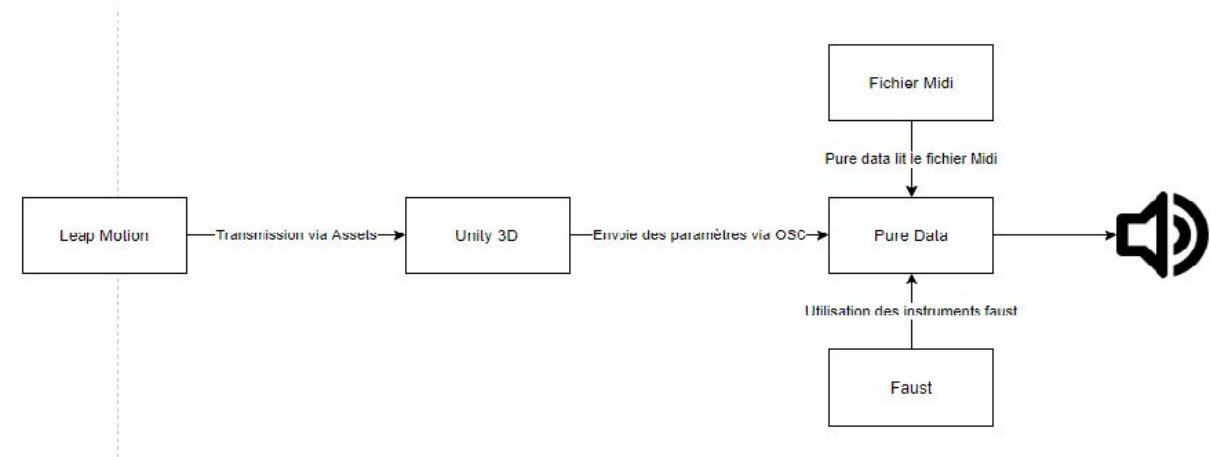 Fichier Midi
Pure data lit le fichier Midi
Leap Motion
Transmission via Assets
Unity 3D
Envoie des paramètres via OSC
Pure Data
Utilisation des instruments faust
Faust